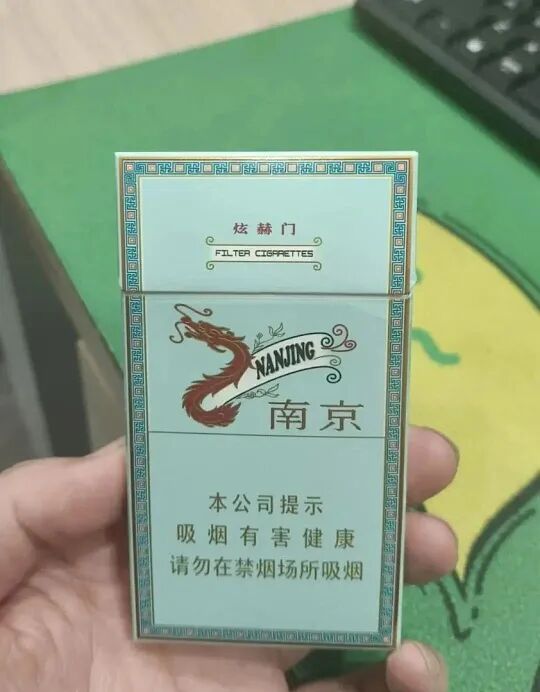 炫赫门
FILTER CIGARETTES
NANJING
南京
本公司提示
吸烟有害健康
请勿在禁烟场所吸烟